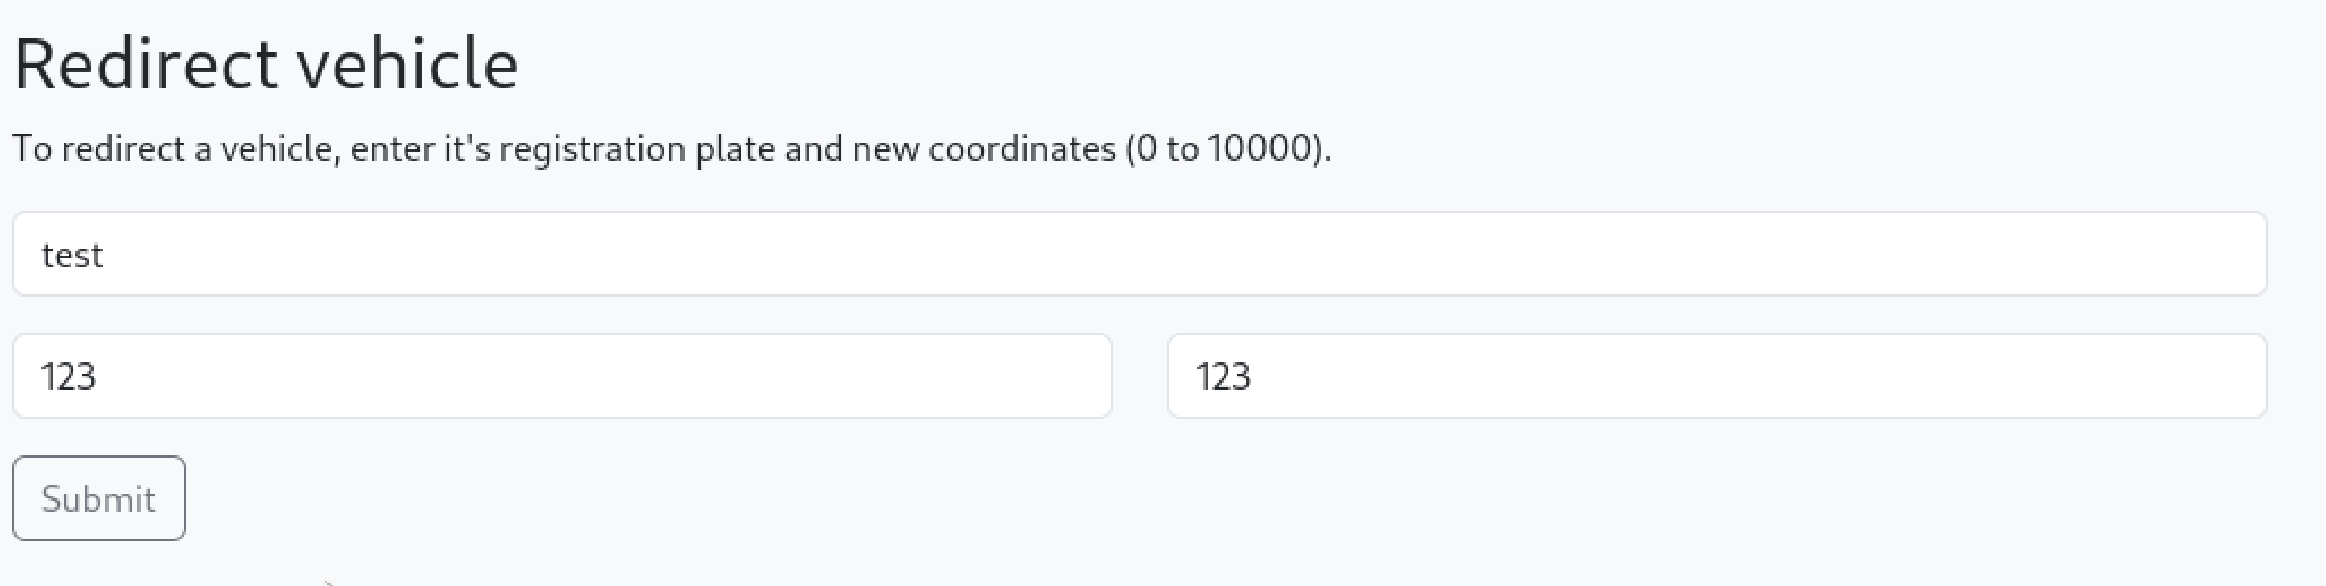 Redirect vehicle
To redirect a vehicle, enter it's registration plate and new coordinates (0 to 10000).
test
123
123
Submit